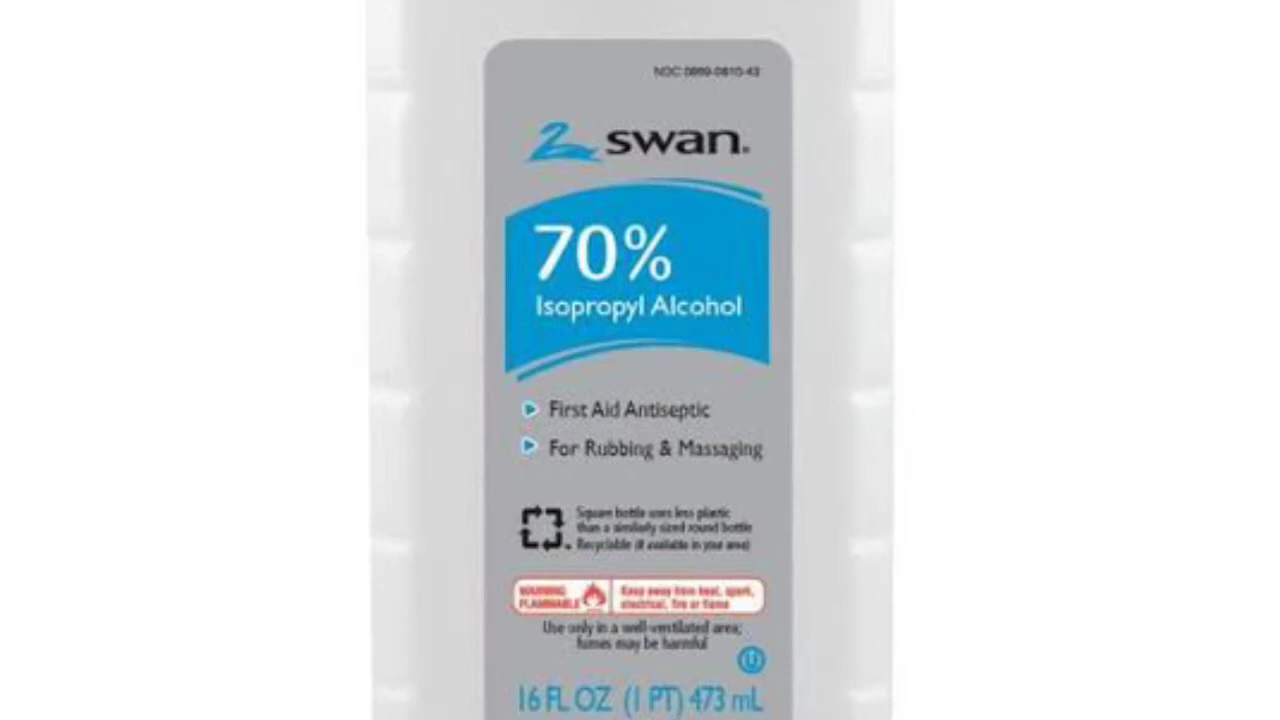 swan.
70%
Isopropyl Alcohol
First Aid Antiseptic
For Rubbing & Massaging
Square bottle uses less plastic
than a similarly sized round bottle
Recyclable (if available in your area)
WARNING Keep away from heat, spark,
FLAMMABLE electrical, fire or flame
Use only in a well-ventilated area;
fumes may be harmful
16 FL OZ (1 PT) 473 mL